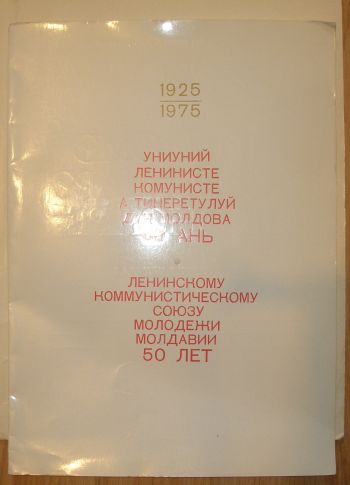 1925
1975
УНИУНИЙ
ЛЕНИНИСТЕ
КОМУНИСТЕ
А ТИНЕРЕТУЛУЙ
МОЛДОВА
АНЬ
ЛЕНИНСКОМУ
КОММУНИСТИЧЕСКОМУ
СОЮЗУ
МОЛОДЕЖИ
МОЛДАВИИ
50 ЛЕТ